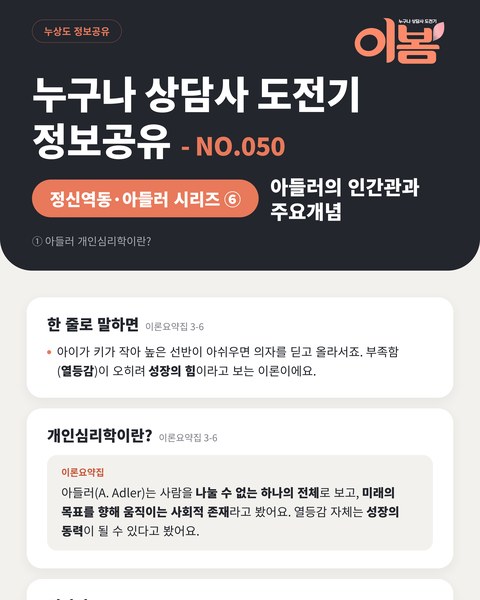 누상도 정보공유
누구나 상담사 도전기
이봄
누구나 상담사 도전기
정보공유 - NO.050
정신역동·아들러 시리즈 ⑥
아들러의 인간관과
주요개념
① 아들러 개인심리학이란?
한 줄로 말하면 이론요약집 3-6
• 아이가 키가 작아 높은 선반이 아쉬우면 의자를 딛고 올라서죠. 부족함
(열등감)이 오히려 성장의 힘이라고 보는 이론이에요.
개인심리학이란? 이론요약집 3-6
이론요약집
아들러(A. Adler)는 사람을 나눌 수 없는 하나의 전체로 보고, 미래의
목표를 향해 움직이는 사회적 존재라고 봤어요. 열등감 자체는 성장의
동력이 될 수 있다고 봤어요.